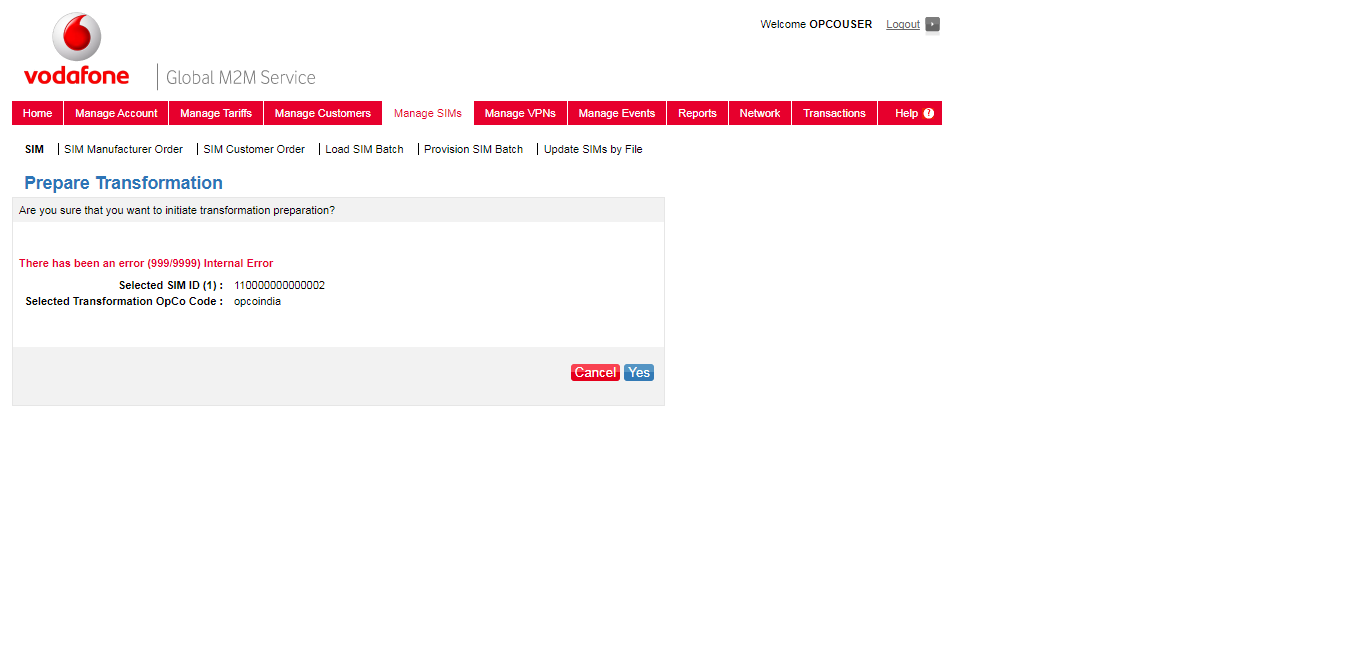 Welcome OPCOUSER Logout
vodafone
Global M2M Service
Home Manage Account Manage Tariffs Manage Customers Manage SIMs Manage VPNs Manage Events Reports Network Transactions Help ?
SIM SIM Manufacturer Order SIM Customer Order Load SIM Batch Provision SIM Batch Update SIMs by File
Prepare Transformation
Are you sure that you want to initiate transformation preparation?
There has been an error (999/9999) Internal Error
Selected SIM ID (1) : 110000000000002
Selected Transformation OpCo Code : opcoindia
Cancel Yes